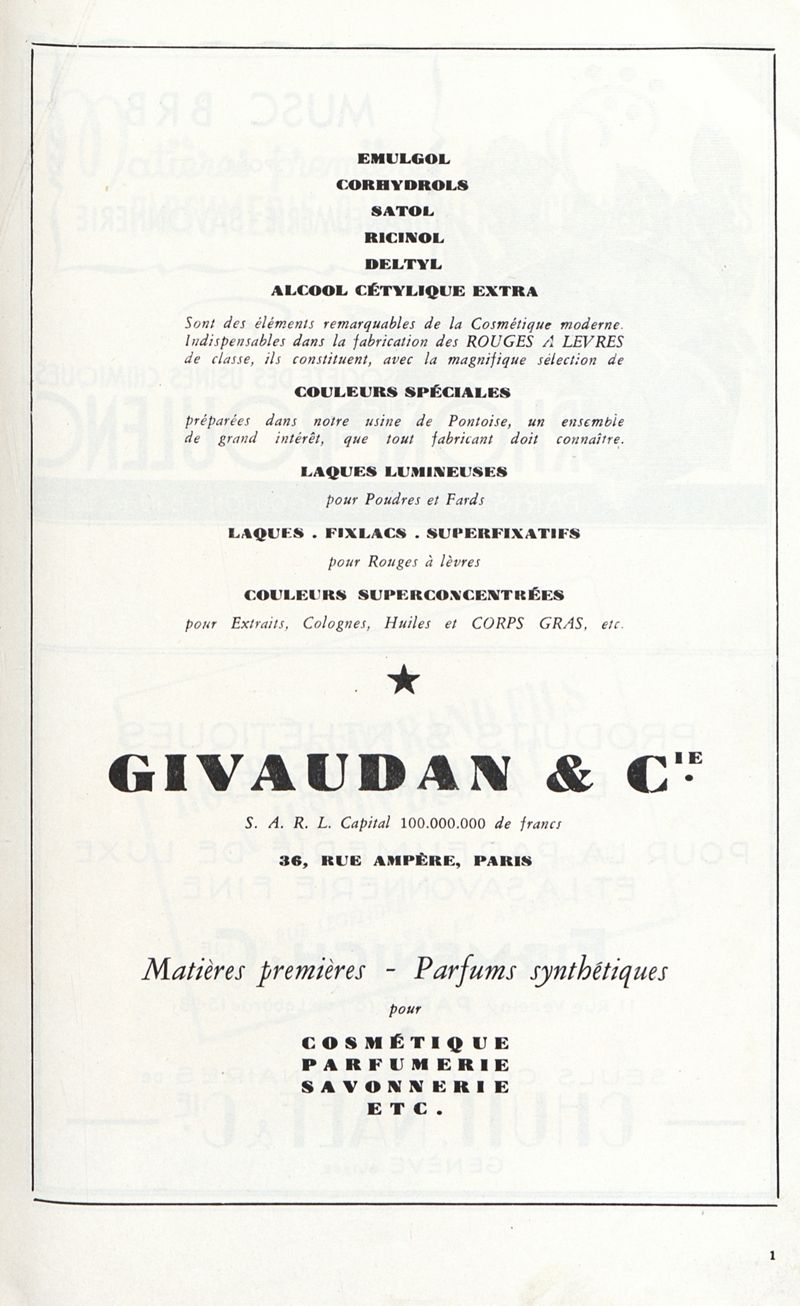 EMULGOL
CORHYDROLS
SATOL
RICINOL
DELTYL
ALCOOL CÉTYLIQUE EXTRA
Sont des éléments remarquables de la Cosmétique moderne.
Indispensables dans la fabrication des ROUGES A LEVRES
de classe, ils constituent, avec la magnifique sélection de
COULEURS SPÉCIALES
préparées dans notre usine de Pontoise, un ensemble
de grand intérêt, que tout fabricant doit connaître.
LAQUES LUMINEUSES
pour Poudres et Fards
LAQUES . FIXLACS . SUPERFIXATIFS
pour Rouges à lèvres
COULEURS SUPERCONCENTRÉES
pour Extraits, Colognes, Huiles et CORPS GRAS, etc.
GIVAUDAN & CIE.
S. A. R. L. Capital 100.000.000 de francs
36, RUE AMPÈRE, PARIS
Matières premières - Parfums synthétiques
pour
COSMÉTIQUE
PARFUMERIE
SAVONNERIE
ETC.
1